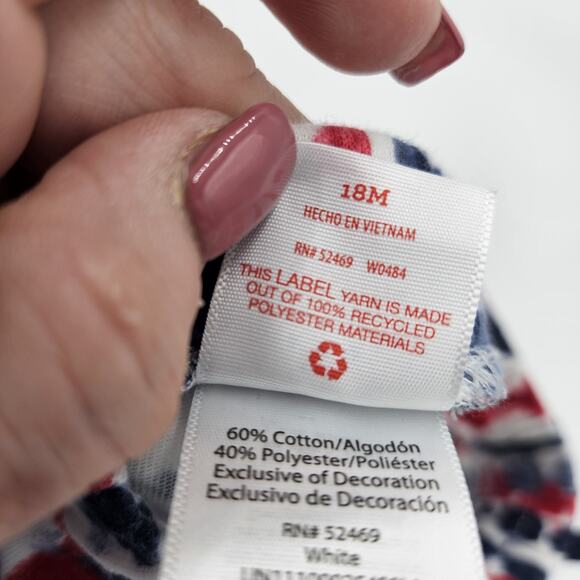 18M
HECHO EN VIETNAM
RN# 52469 W0484
THIS LABEL YARN IS MADE
OUT OF 100% RECYCLED
POLYESTER MATERIALS
60% Cotton/Algodón
40% Polyester/Poliéster
Exclusive of Decoration
Exclusivo de Decoración
RN# 52469
White